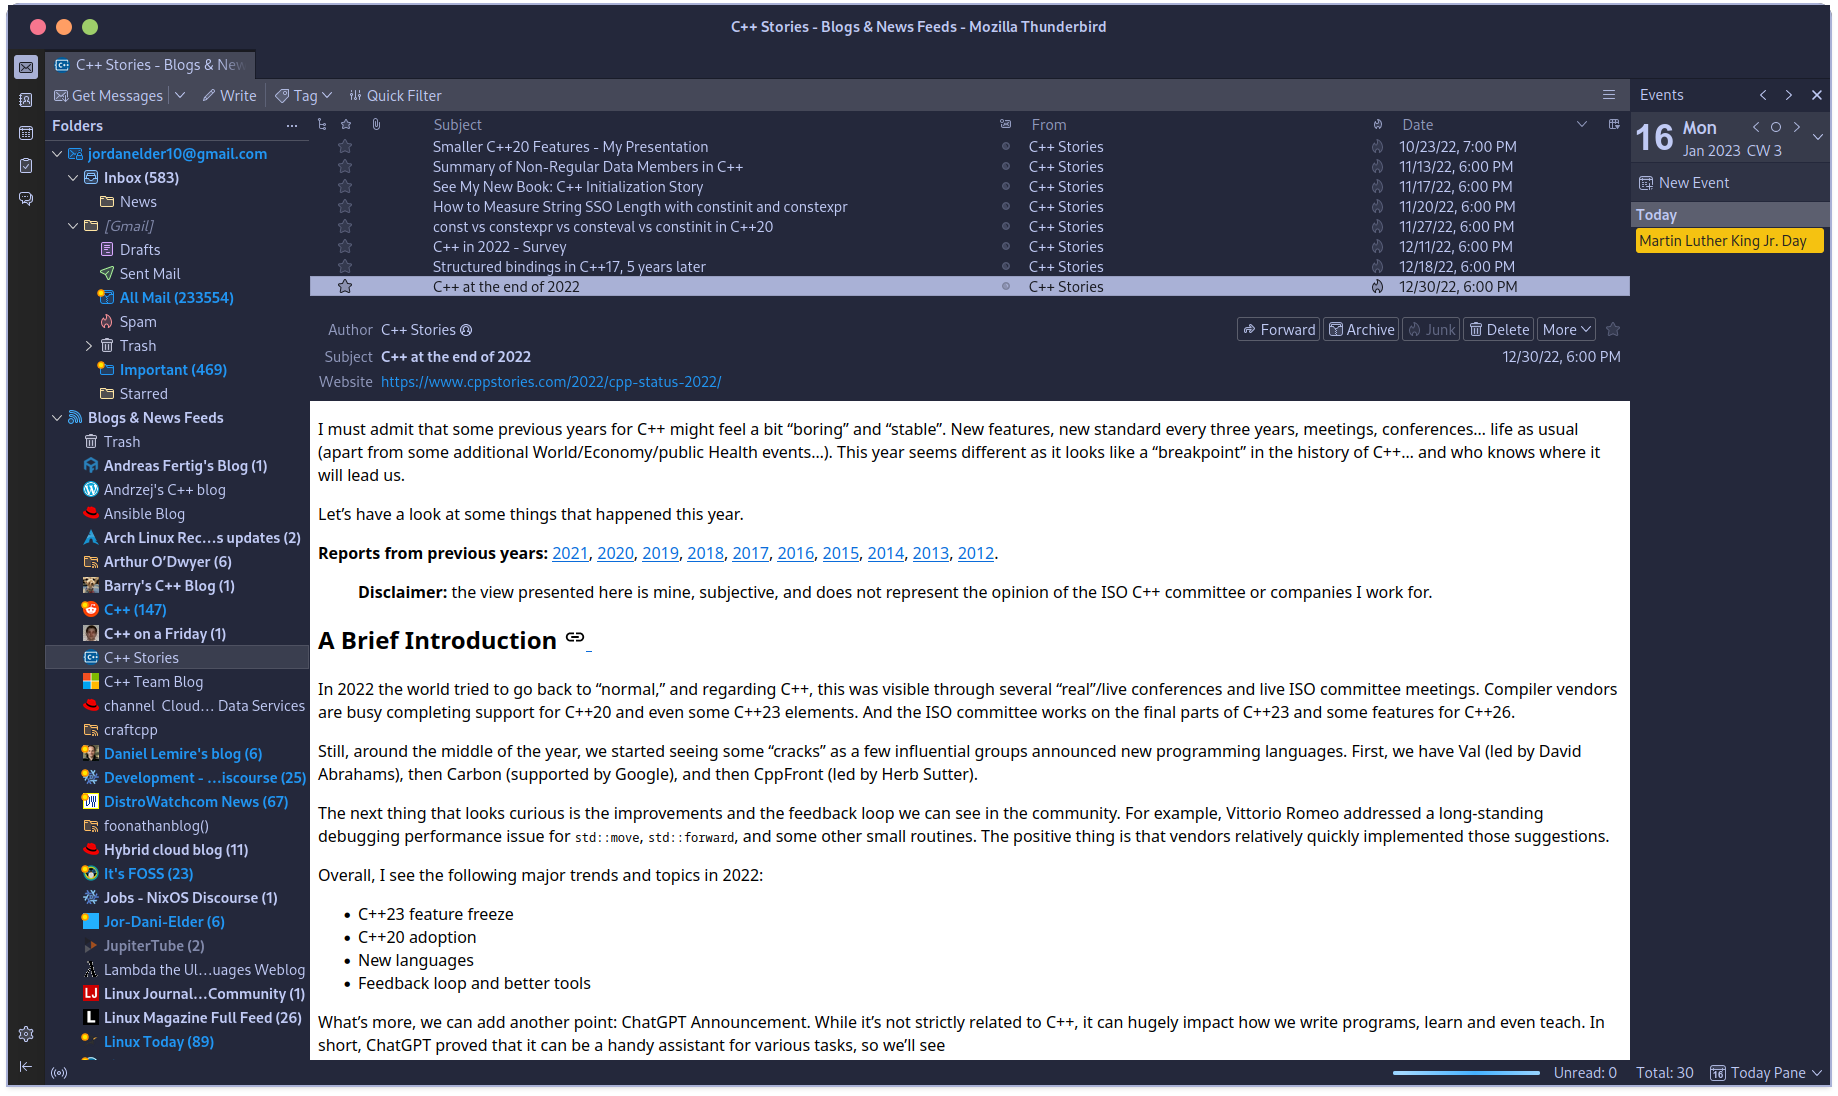 C++ Stories - Blogs & News Feeds - Mozilla Thunderbird
C++ Stories - Blogs & New
Get Messages
Write
Tag
Quick Filter
Folders
jordanelder10@gmail.com
Inbox (583)
News
[Gmail]
Drafts
Sent Mail
All Mail (233554)
Spam
Trash
Important (469)
Starred
Blogs & News Feeds
Trash
Andreas Fertig's Blog (1)
Andrzej's C++ blog
Ansible Blog
Arch Linux Rec...s updates (2)
Arthur O’Dwyer (6)
Barry's C++ Blog (1)
C++ (147)
C++ on a Friday (1)
C++ Stories
C++ Team Blog
channel Cloud... Data Services
craftcpp
Daniel Lemire's blog (6)
Development - ...iscourse (25)
DistroWatchcom News (67)
foonathanblog()
Hybrid cloud blog (11)
It's FOSS (23)
Jobs - NixOS Discourse (1)
Jor-Dani-Elder (6)
JupiterTube (2)
Lambda the Ul...uages Weblog
LJ Linux Journal...Community (1)
L Linux Magazine Full Feed (26)
Linux Today (89)
Subject From Date
Smaller C++20 Features - My Presentation C++ Stories 10/23/22, 7:00 PM
Summary of Non-Regular Data Members in C++ C++ Stories 11/13/22, 6:00 PM
See My New Book: C++ Initialization Story C++ Stories 11/17/22, 6:00 PM
How to Measure String SSO Length with constinit and constexpr C++ Stories 11/20/22, 6:00 PM
const vs constexpr vs consteval vs constinit in C++20 C++ Stories 11/27/22, 6:00 PM
C++ in 2022 - Survey C++ Stories 12/11/22, 6:00 PM
Structured bindings in C++17, 5 years later C++ Stories 12/18/22, 6:00 PM
C++ at the end of 2022 C++ Stories 12/30/22, 6:00 PM
Author C++ Stories
Forward Archive Junk Delete More
Subject C++ at the end of 2022 12/30/22, 6:00 PM
Website https://www.cppstories.com/2022/cpp-status-2022/
I must admit that some previous years for C++ might feel a bit “boring” and “stable”. New features, new standard every three years, meetings, conferences… life as usual
(apart from some additional World/Economy/public Health events…). This year seems different as it looks like a “breakpoint” in the history of C++… and who knows where it
will lead us.
Let’s have a look at some things that happened this year.
Reports from previous years: 2021, 2020, 2019, 2018, 2017, 2016, 2015, 2014, 2013, 2012.
Disclaimer: the view presented here is mine, subjective, and does not represent the opinion of the ISO C++ committee or companies I work for.
A Brief Introduction
In 2022 the world tried to go back to “normal,” and regarding C++, this was visible through several “real”/live conferences and live ISO committee meetings. Compiler vendors
are busy completing support for C++20 and even some C++23 elements. And the ISO committee works on the final parts of C++23 and some features for C++26.
Still, around the middle of the year, we started seeing some “cracks” as a few influential groups announced new programming languages. First, we have Val (led by David
Abrahams), then Carbon (supported by Google), and then CppFront (led by Herb Sutter).
The next thing that looks curious is the improvements and the feedback loop we can see in the community. For example, Vittorio Romeo addressed a long-standing
debugging performance issue for std::move, std::forward, and some other small routines. The positive thing is that vendors relatively quickly implemented those suggestions.
Overall, I see the following major trends and topics in 2022:
• C++23 feature freeze
• C++20 adoption
• New languages
• Feedback loop and better tools
What’s more, we can add another point: ChatGPT Announcement. While it’s not strictly related to C++, it can hugely impact how we write programs, learn and even teach. In
short, ChatGPT proved that it can be a handy assistant for various tasks, so we’ll see
Events
16 Mon
Jan 2023 CW 3
New Event
Today
Martin Luther King Jr. Day
Unread: 0 Total: 30 16 Today Pane